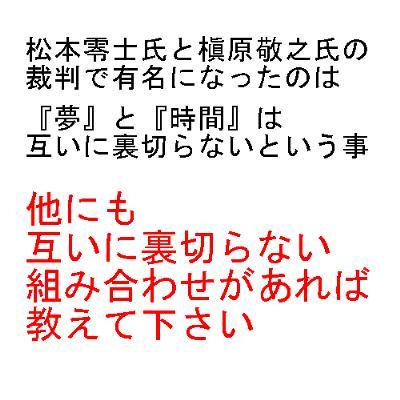 松本零士氏と槇原敬之氏の
裁判で有名になったのは
『夢』と『時間』は
互いに裏切らないという事
他にも
互いに裏切らない
組み合わせがあれば
教えて下さい